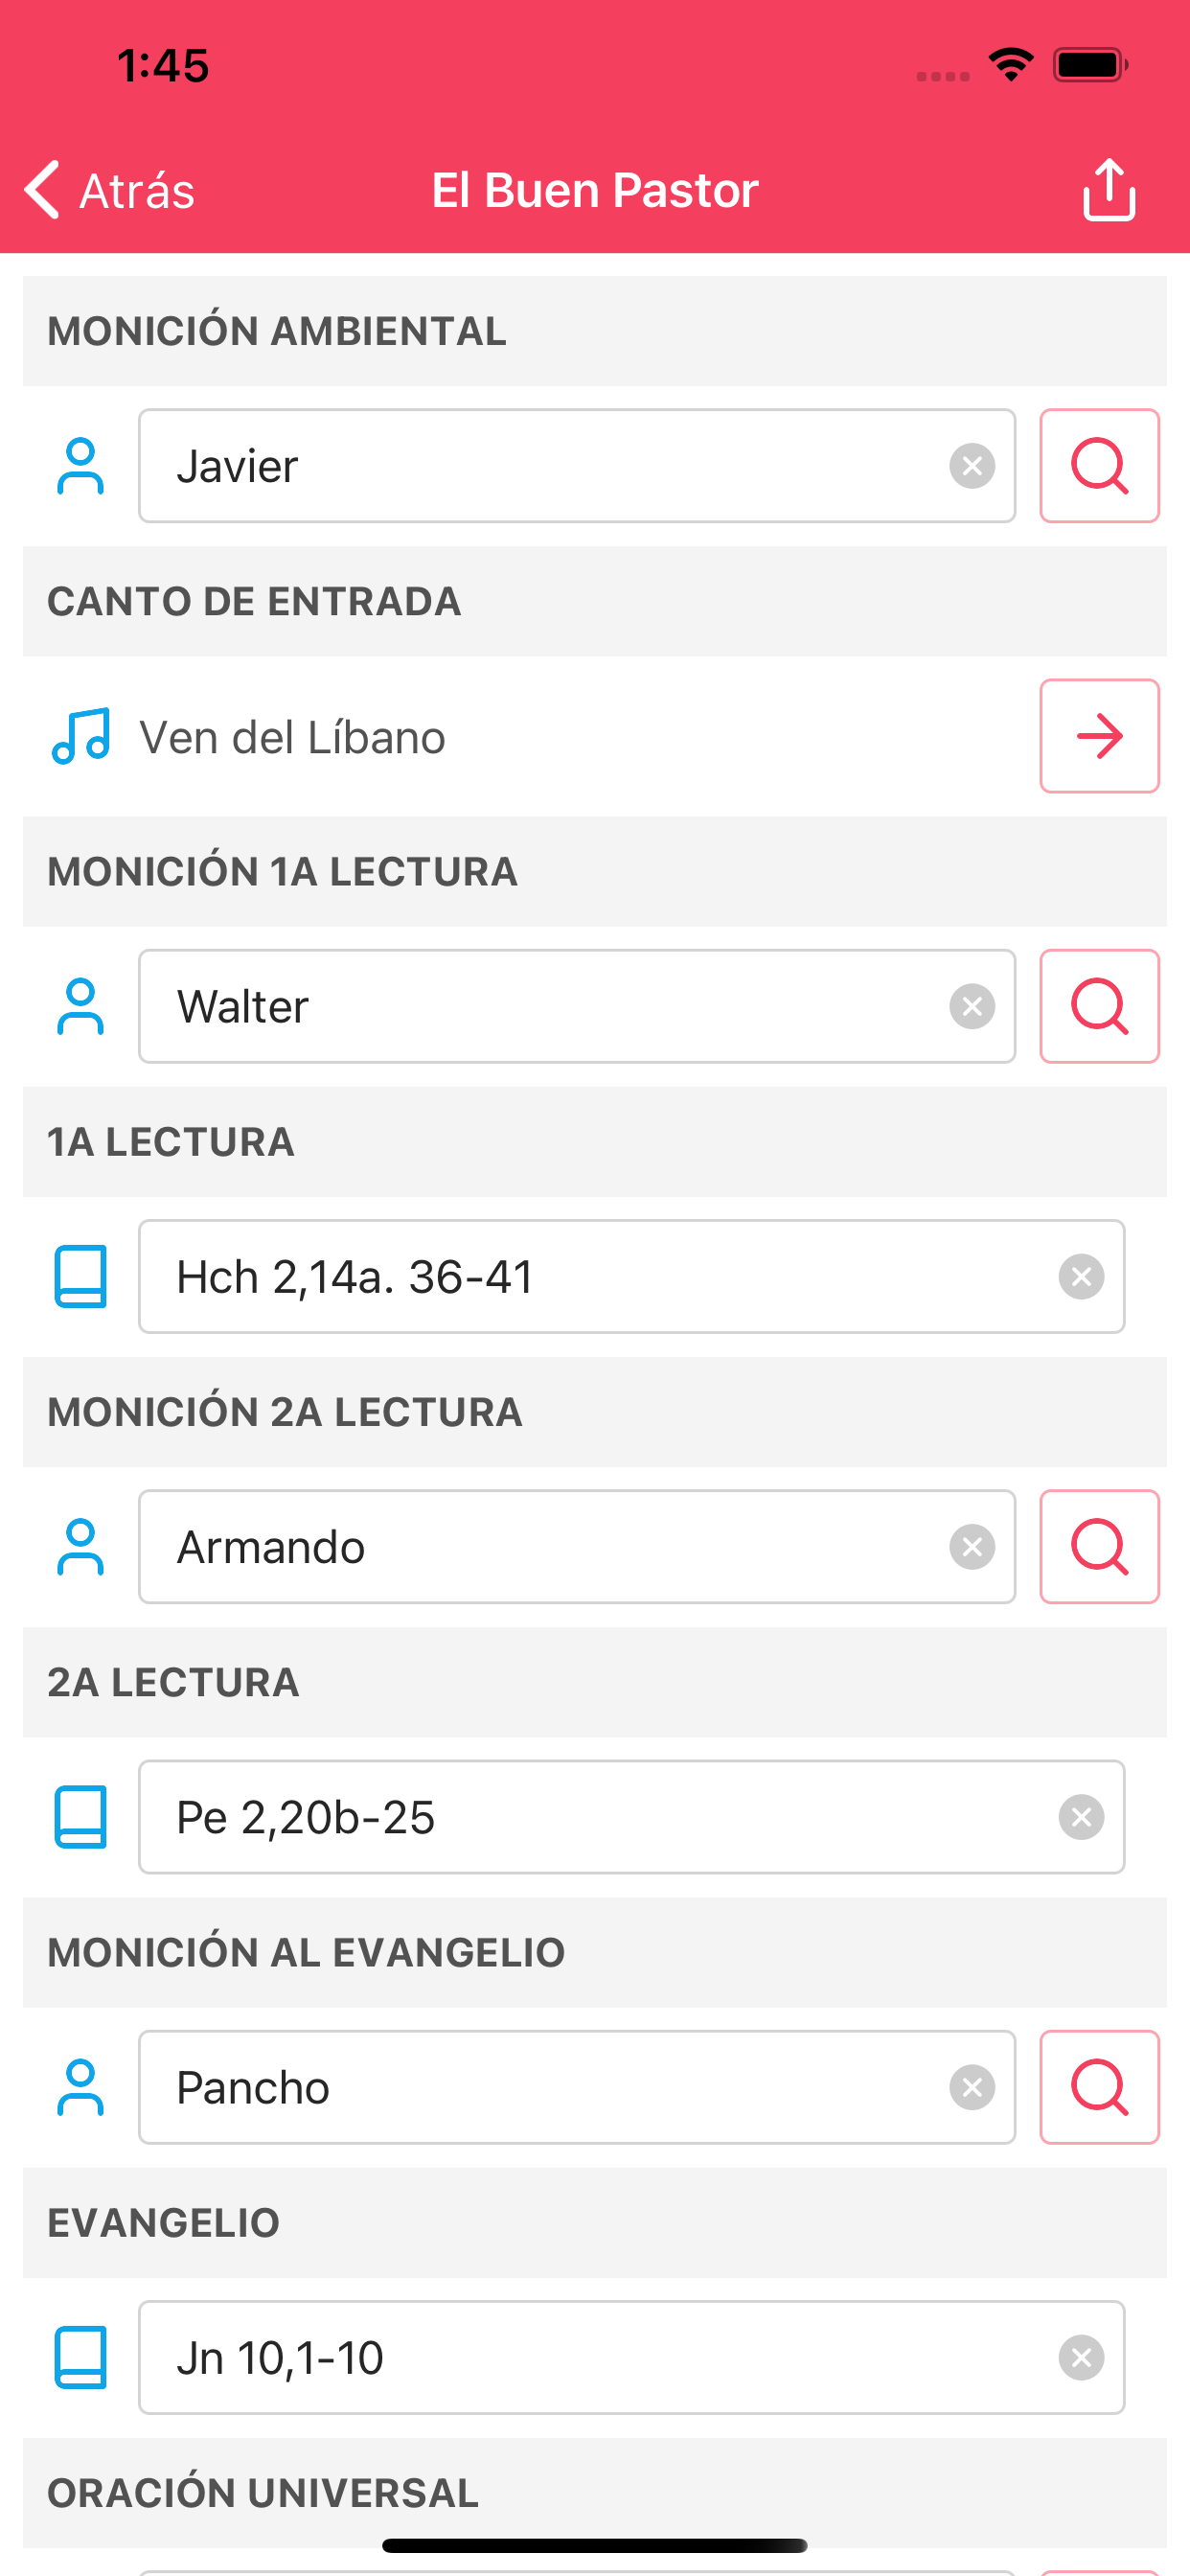 1:45
Atrás
El Buen Pastor
MONICIÓN AMBIENTAL
Javier
CANTO DE ENTRADA
Ven del Líbano
MONICIÓN 1A LECTURA
Walter
1A LECTURA
Hch 2,14a. 36-41
MONICIÓN 2A LECTURA
Armando
2A LECTURA
Pe 2,20b-25
MONICIÓN AL EVANGELIO
Pancho
EVANGELIO
Jn 10,1-10
ORACIÓN UNIVERSAL